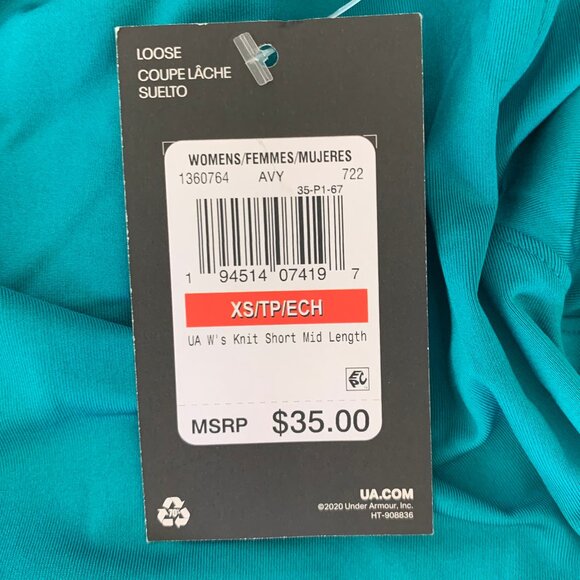 LOOSE
COUPE LÂCHE
SUELTO
WOMENS/FEMMES/MUJERES
1360764 AVY 722
35-P1-67
1 94514 07419 7
XS/TP/ECH
UA W's Knit Short Mid Length
MSRP $35.00
70%
UA.COM
©2020 Under Armour, Inc.
HT-908836